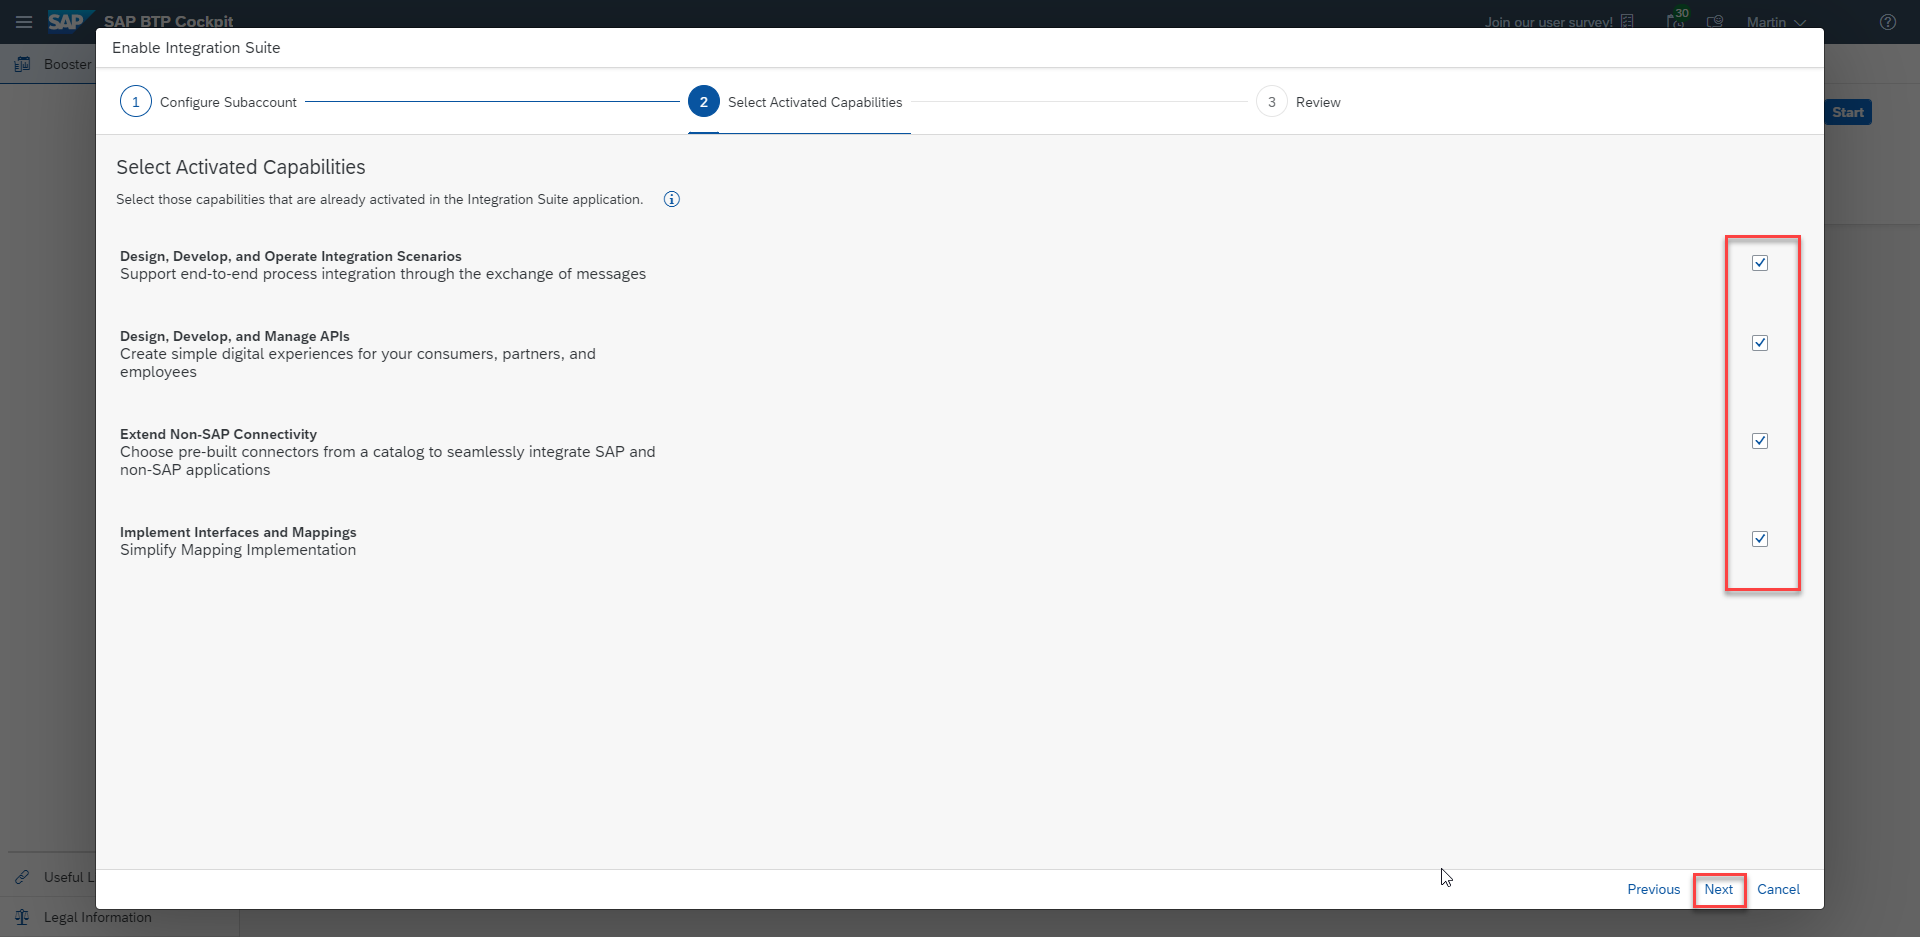 SAP SAP BTP Cockpit
Join our user survey!
30
Martin
Enable Integration Suite
Booster
1 Configure Subaccount
2 Select Activated Capabilities
3 Review
Start
Select Activated Capabilities
Select those capabilities that are already activated in the Integration Suite application.
Design, Develop, and Operate Integration Scenarios
Support end-to-end process integration through the exchange of messages
Design, Develop, and Manage APIs
Create simple digital experiences for your consumers, partners, and
employees
Extend Non-SAP Connectivity
Choose pre-built connectors from a catalog to seamlessly integrate SAP and
non-SAP applications
Implement Interfaces and Mappings
Simplify Mapping Implementation
Useful L
Previous Next Cancel
Legal Information